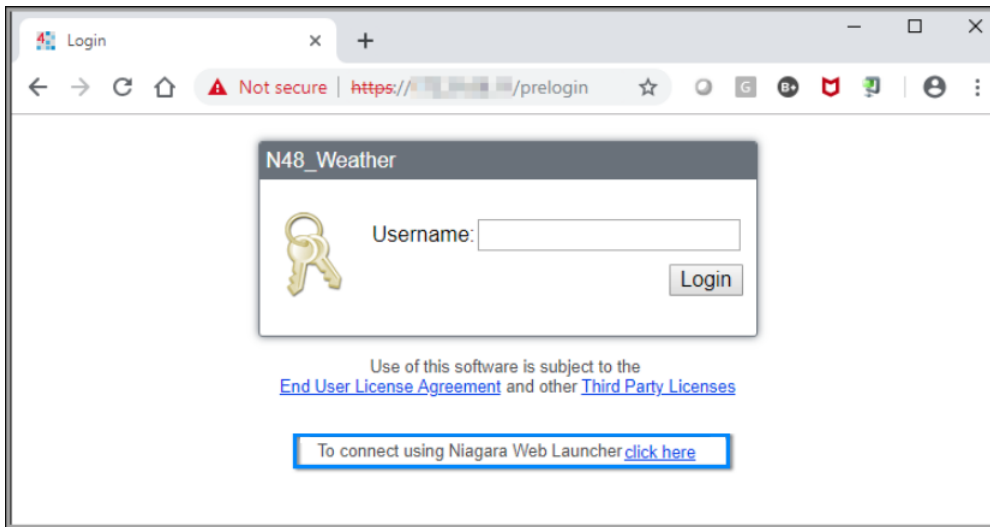 Login
Not secure | https:// /prelogin
G
B+
N48_Weather
Username:
Login
Use of this software is subject to the
End User License Agreement and other Third Party Licenses
To connect using Niagara Web Launcher click here